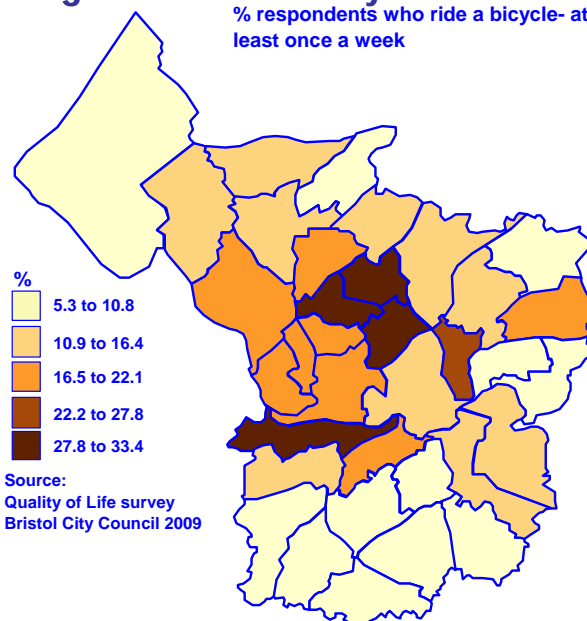 % respondents who ride a bicycle- at
least once a week
%
5.3 to 10.8
10.9 to 16.4
16.5 to 22.1
22.2 to 27.8
27.8 to 33.4
Source:
Quality of Life survey
Bristol City Council 2009